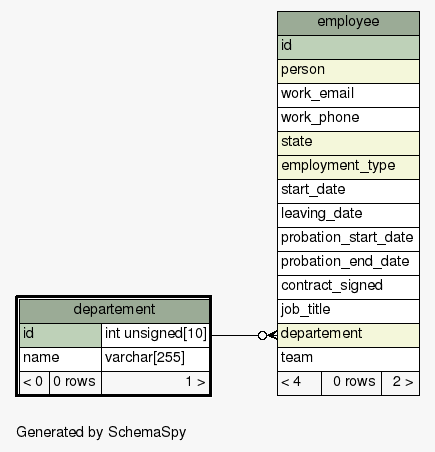 employee
id
person
work_email
work_phone
state
employment_type
start_date
leaving_date
probation_start_date
probation_end_date
contract_signed
job_title
departement
team
< 4 0 rows 2 >
departement
id int unsigned[10]
name varchar[255]
< 0 0 rows 1 >
Generated by SchemaSpy